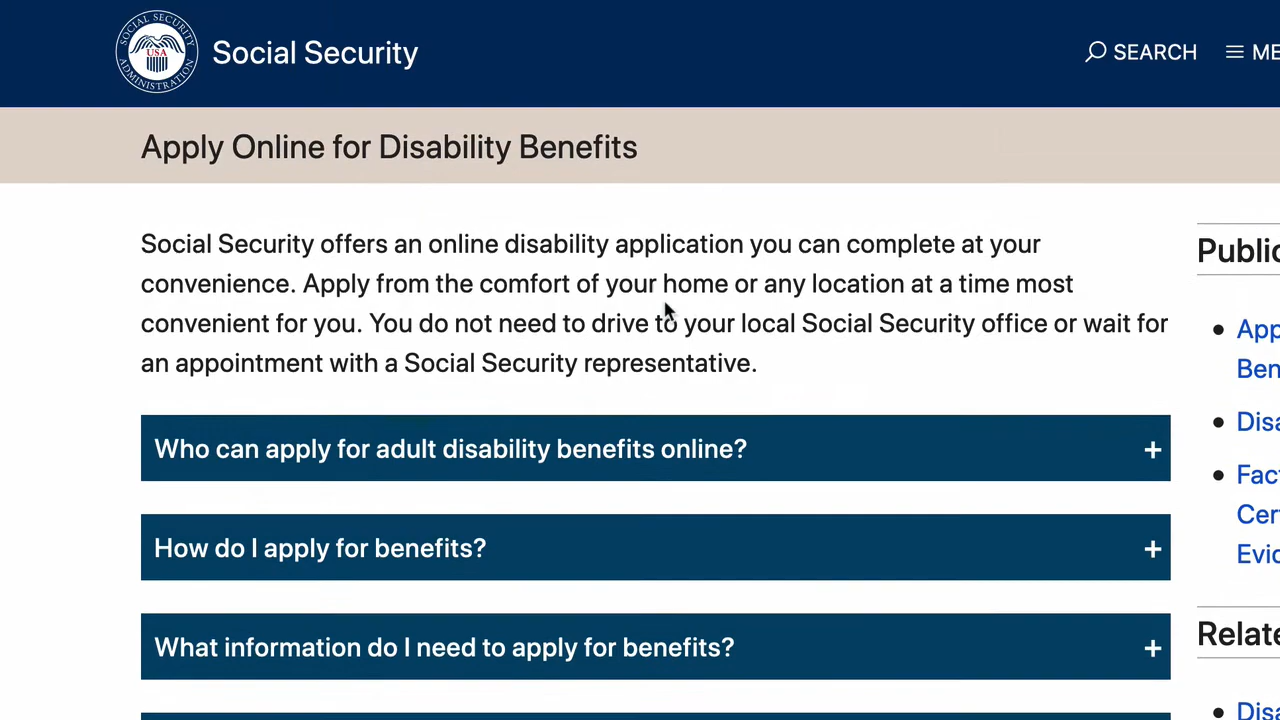 SOCIAL SECURITY ADMINISTRATION
USA
Social Security
SEARCH
Apply Online for Disability Benefits
Social Security offers an online disability application you can complete at your
convenience. Apply from the comfort of your home or any location at a time most
convenient for you. You do not need to drive to your local Social Security office or wait for
an appointment with a Social Security representative.
Who can apply for adult disability benefits online? +
How do I apply for benefits? +
What information do I need to apply for benefits? +